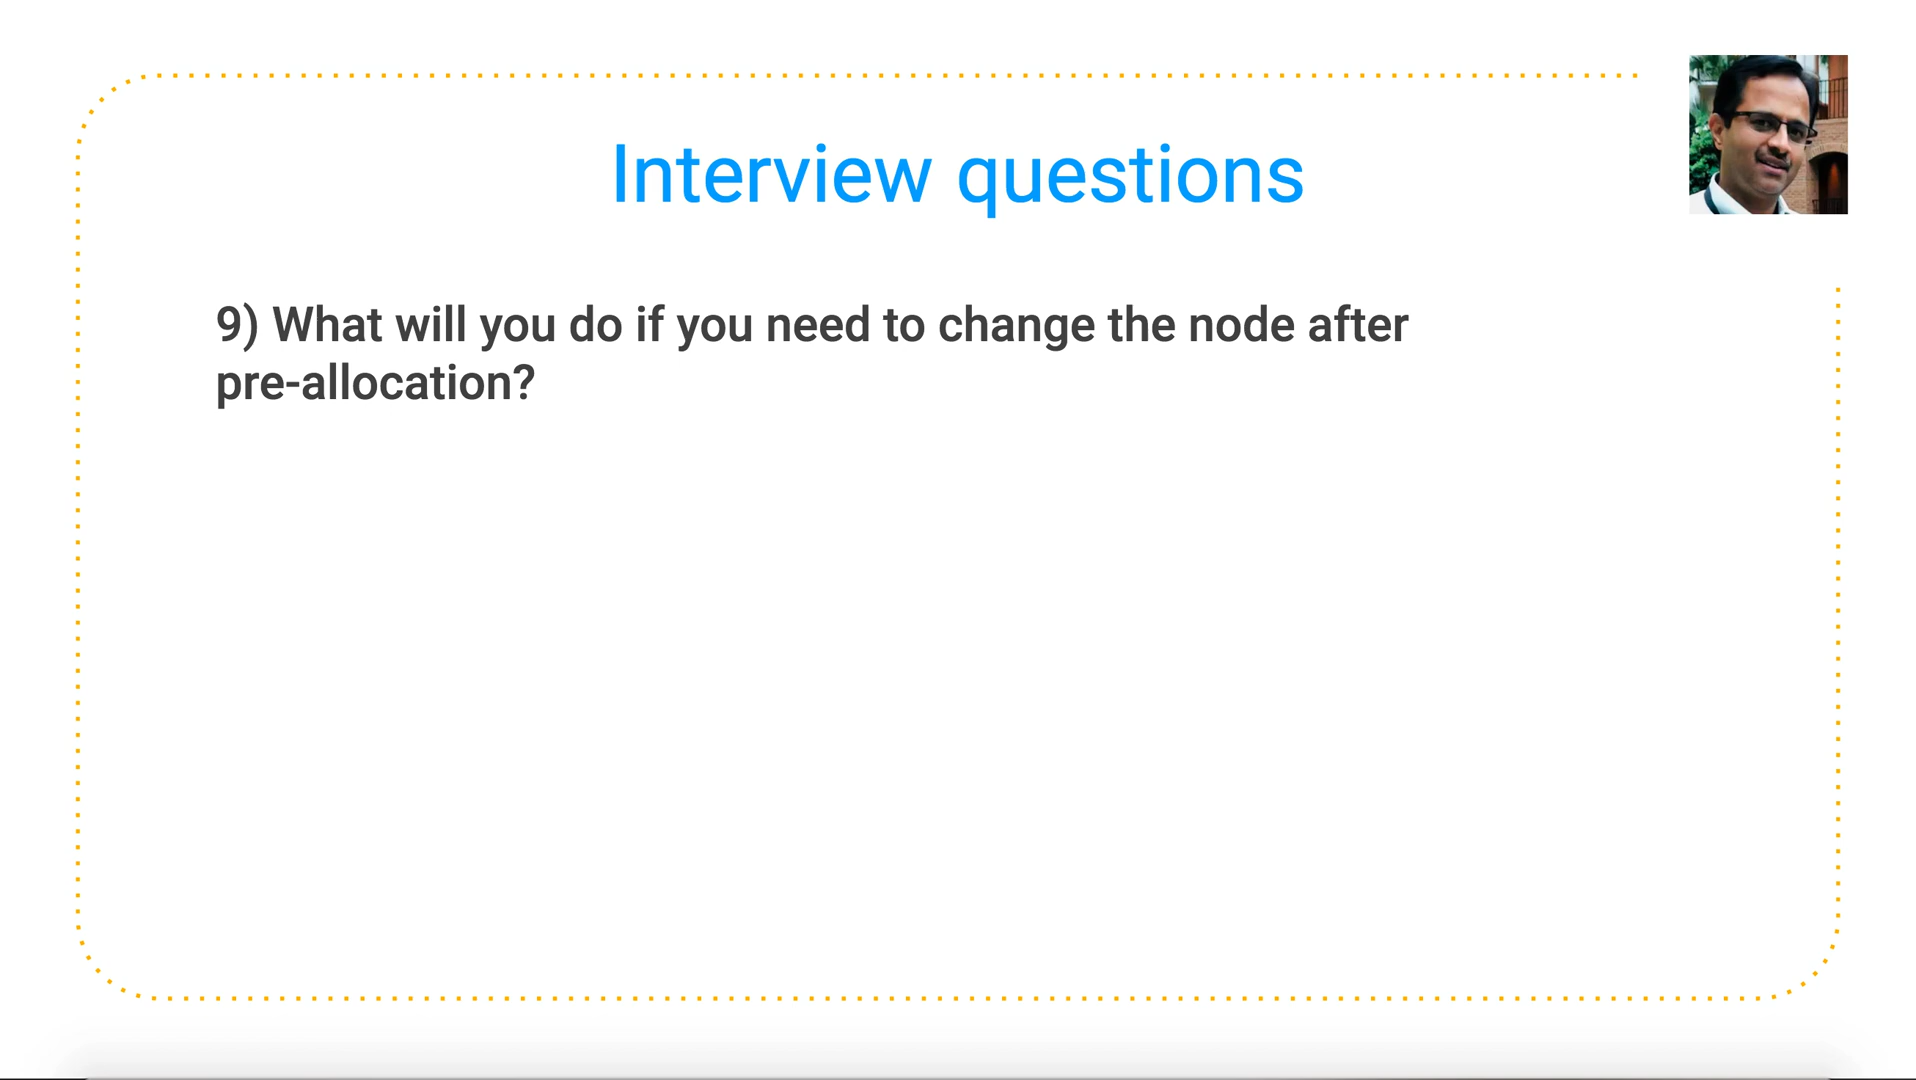 Interview questions
9) What will you do if you need to change the node after
pre-allocation?